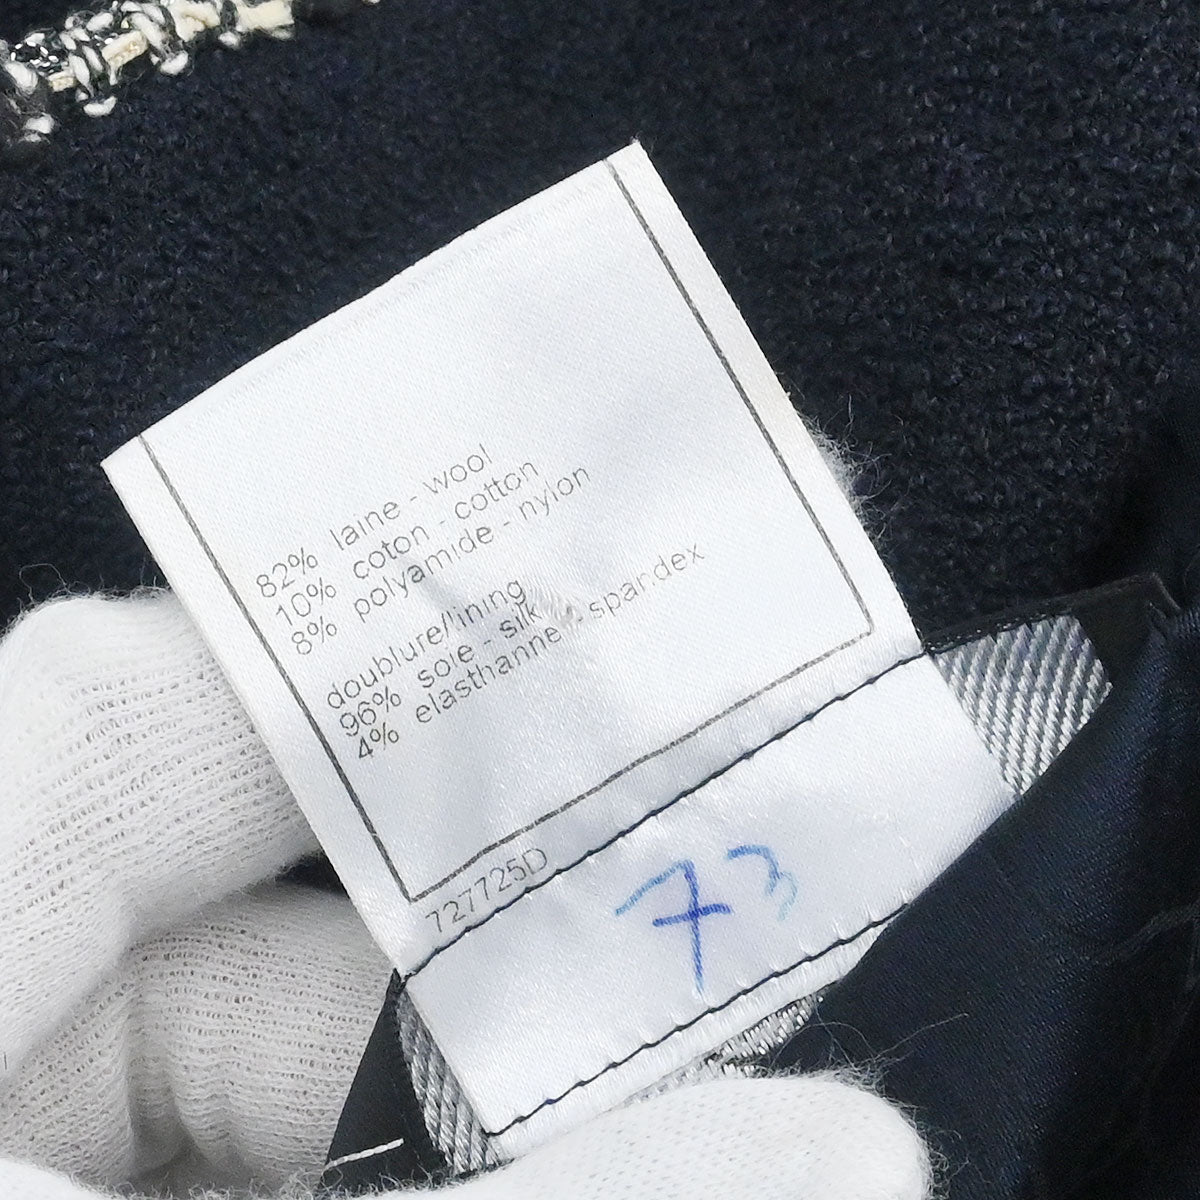 82% laine - wool
10% coton - cotton
8% polyamide - nylon
doublure/lining
96% soie - silk
4% elasthanne - spandex
727725D
73